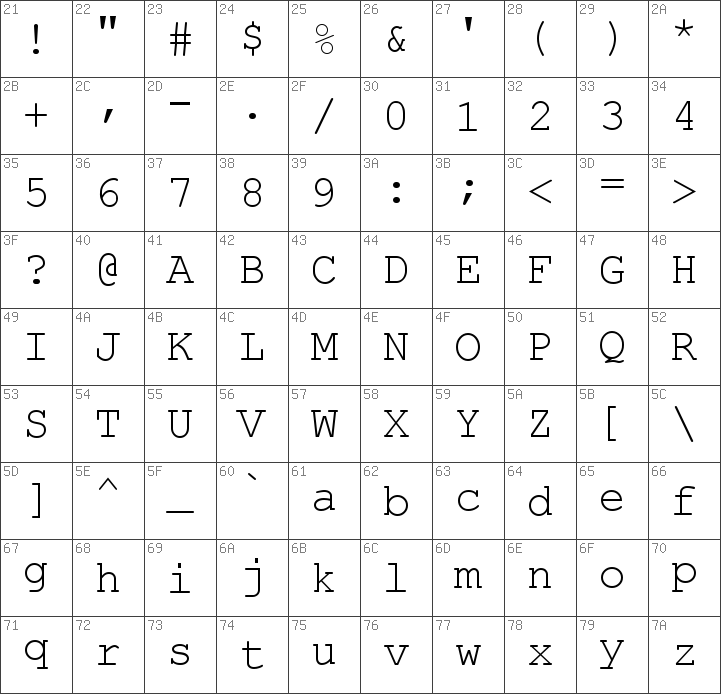 21 22 23 24 25 26 27 28 29 2A
! " # $ % & ' ( ) *
2B 2C 2D 2E 2F 30 31 32 33 34
+ , - . / 0 1 2 3 4
35 36 37 38 39 3A 3B 3C 3D 3E
5 6 7 8 9 : ; < = >
3F 40 41 42 43 44 45 46 47 48
? @ A B C D E F G H
49 4A 4B 4C 4D 4E 4F 50 51 52
I J K L M N O P Q R
53 54 55 56 57 58 59 5A 5B 5C
S T U V W X Y Z [ \
5D 5E 5F 60 61 62 63 64 65 66
] ^ _ ` a b c d e f
67 68 69 6A 6B 6C 6D 6E 6F 70
g h i j k l m n o p
71 72 73 74 75 76 77 78 79 7A
q r s t u v w x y z